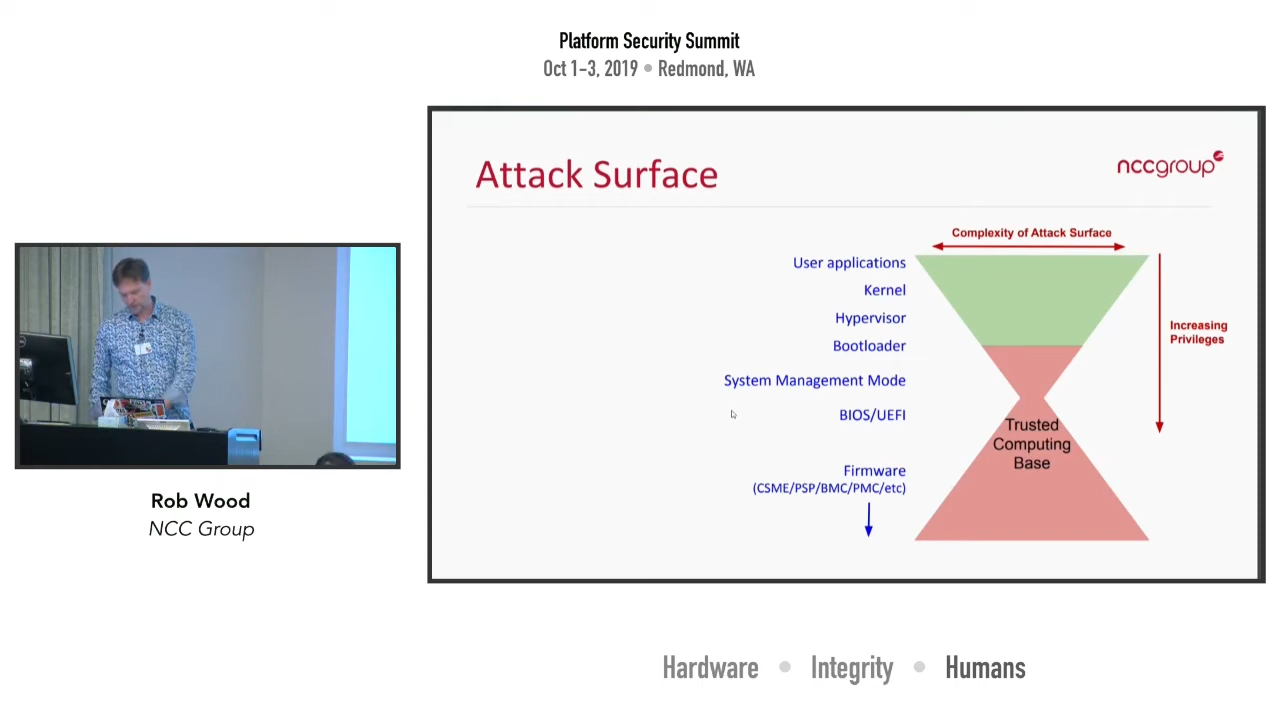 Platform Security Summit
Oct 1-3, 2019 • Redmond, WA
Attack Surface
nccgroup
Complexity of Attack Surface
User applications
Kernel
Hypervisor
Bootloader
System Management Mode
BIOS/UEFI
Firmware
(CSME/PSP/BMC/PMC/etc)
Increasing
Privileges
Trusted
Computing
Base
Rob Wood
NCC Group
Hardware • Integrity • Humans